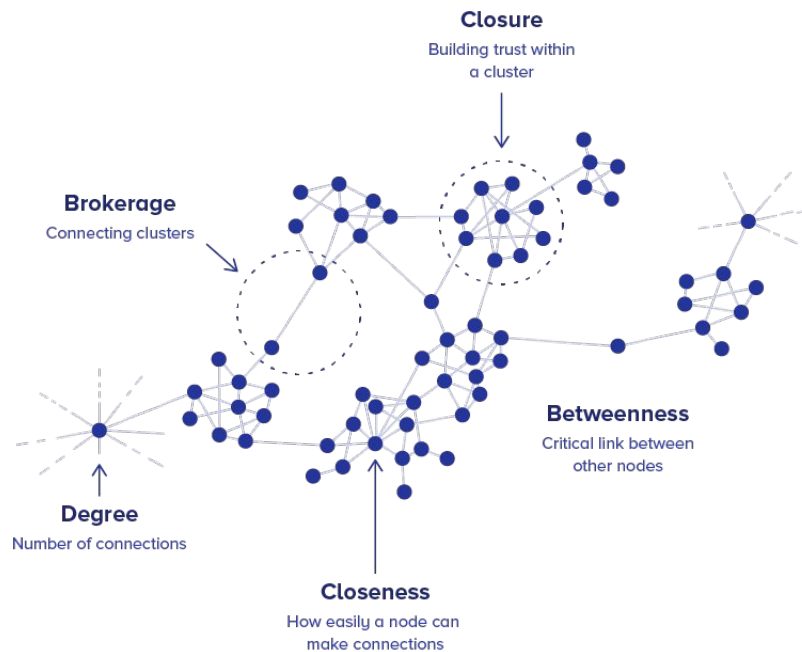 Closure
Building trust within
a cluster
Brokerage
Connecting clusters
Betweenness
Critical link between
other nodes
Degree
Number of connections
Closeness
How easily a node can
make connections